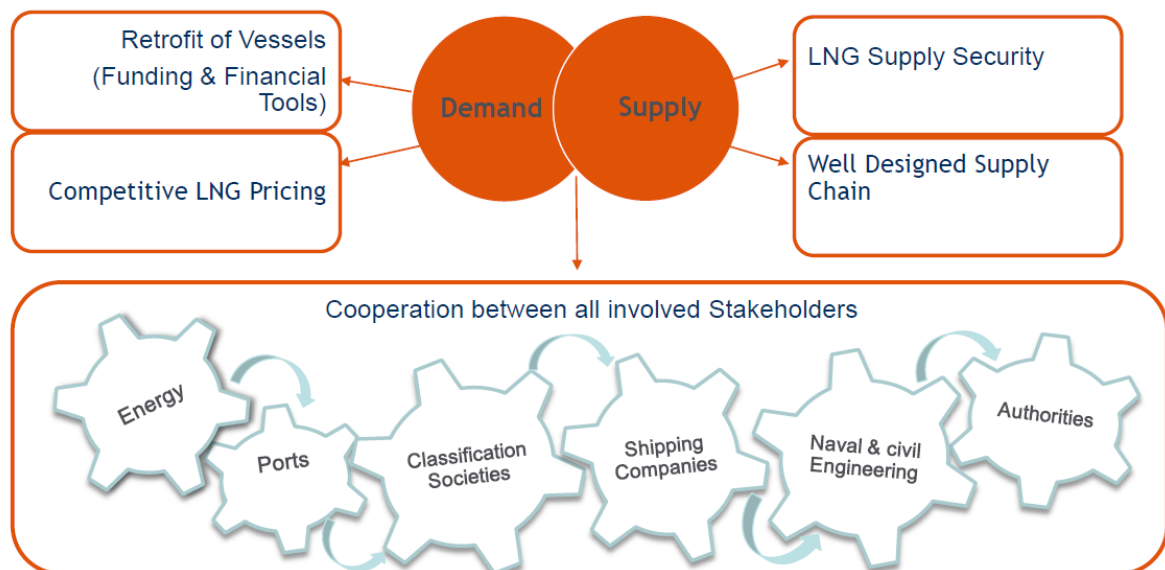 Retrofit of Vessels
(Funding & Financial
Tools)
Competitive LNG Pricing
Demand
Supply
LNG Supply Security
Well Designed Supply
Chain
Cooperation between all involved Stakeholders
Energy
Ports
Classification
Societies
Shipping
Companies
Naval & civil
Engineering
Authorities